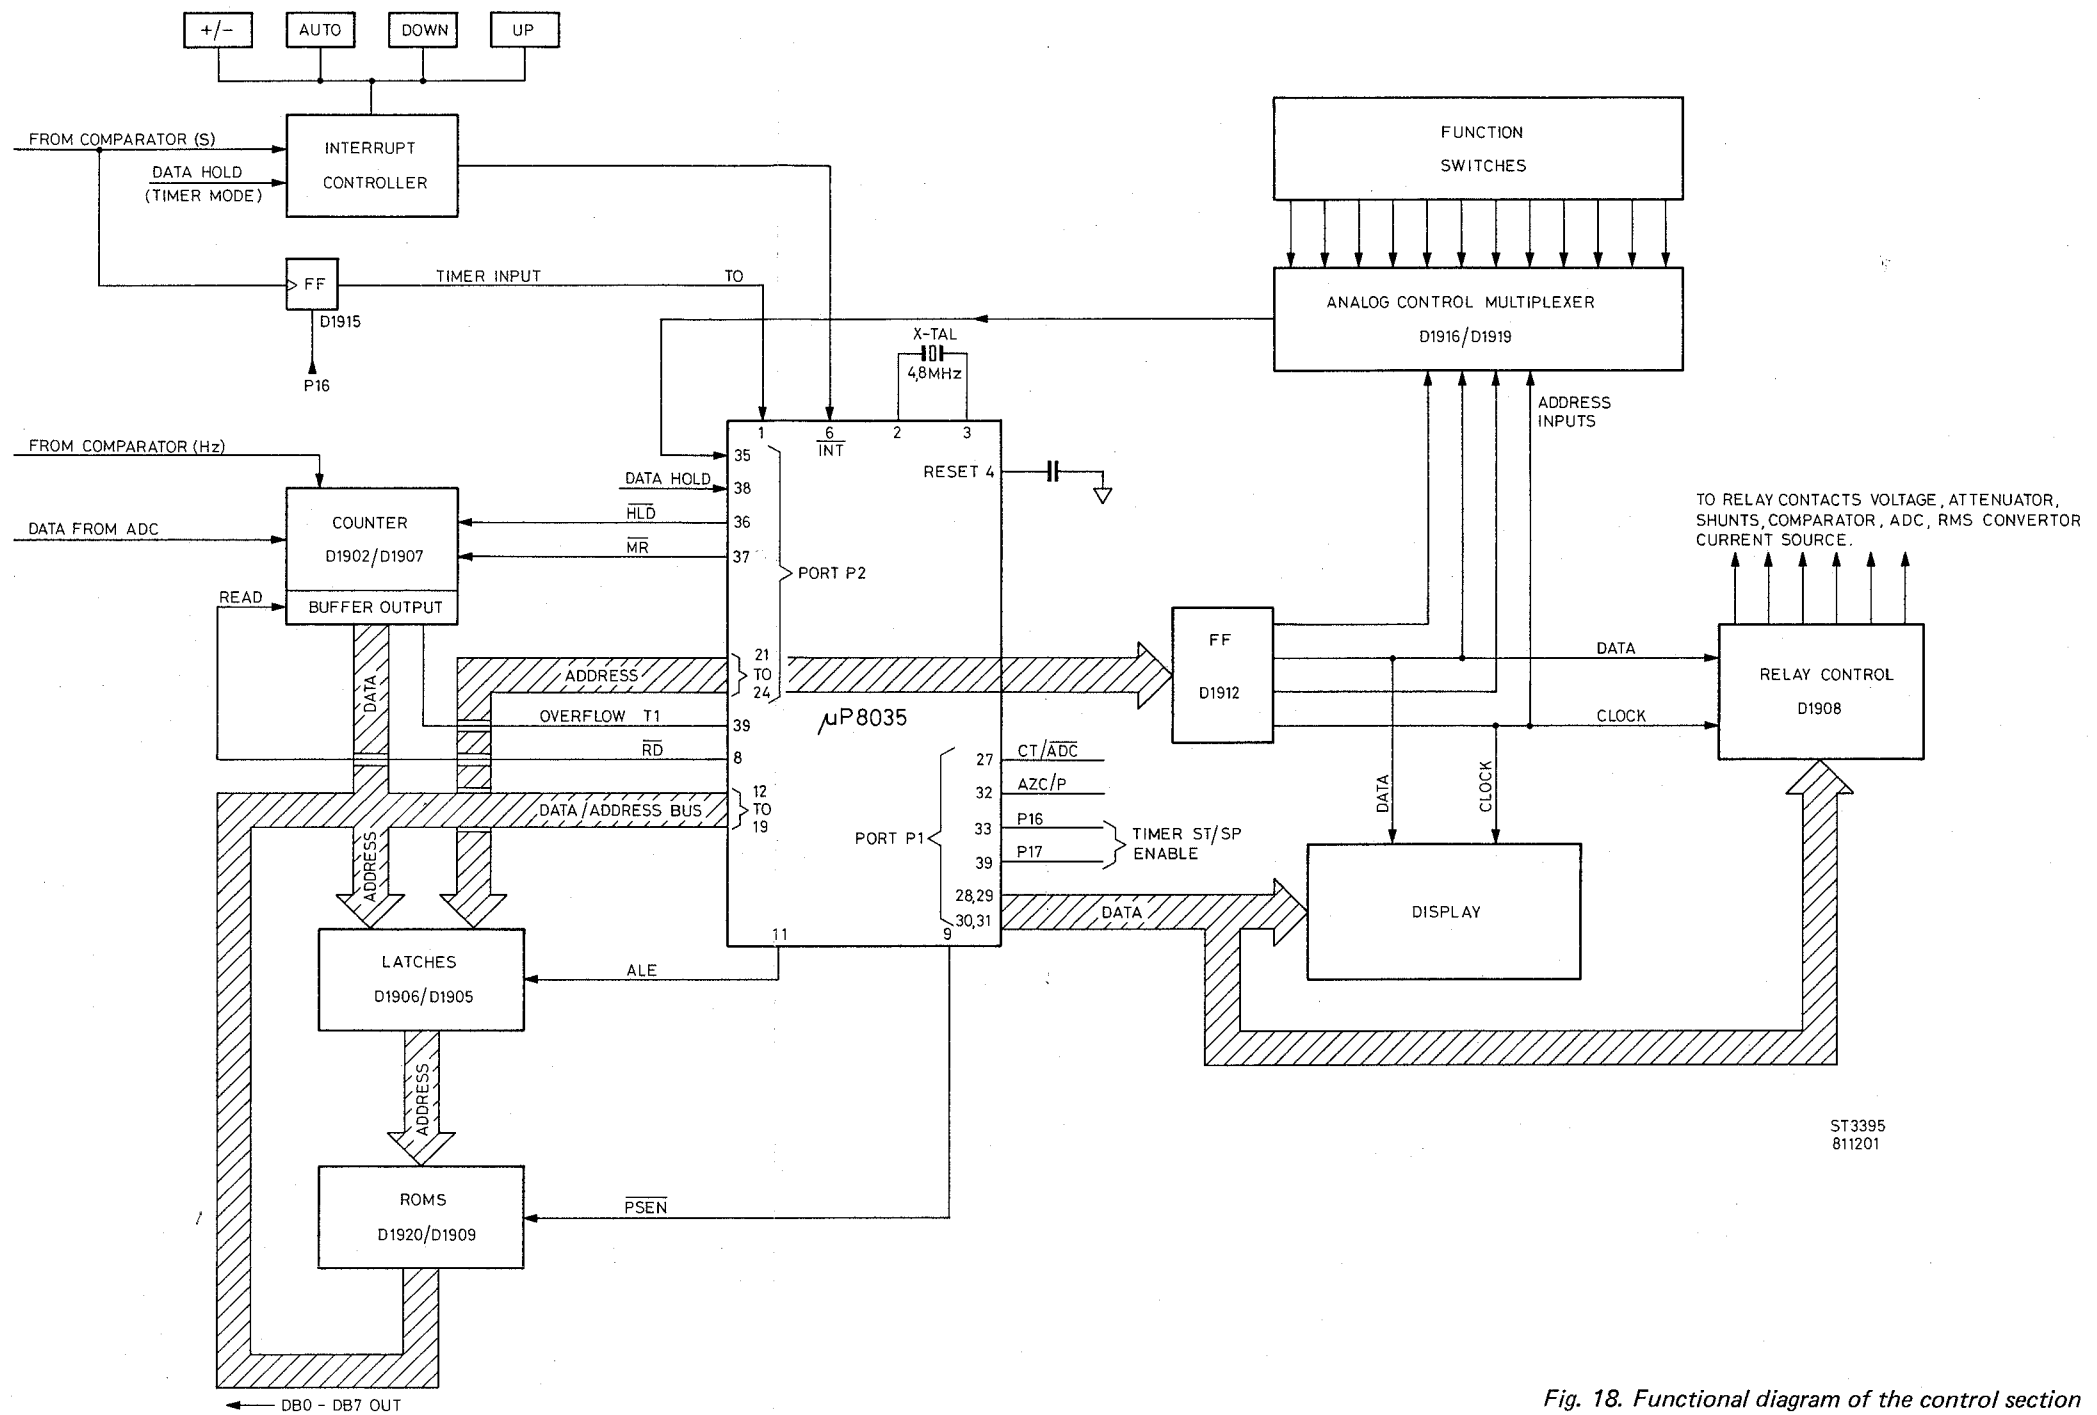 +/-
AUTO
DOWN
UP
FROM COMPARATOR (S)
DATA HOLD
(TIMER MODE)
INTERRUPT
CONTROLLER
FUNCTION
SWITCHES
FF
D1915
P16
TIMER INPUT
TO
ANALOG CONTROL MULTIPLEXER
D1916/D1919
X-TAL
4,8MHz
ADDRESS
INPUTS
FROM COMPARATOR (Hz)
DATA FROM ADC
COUNTER
D1902/D1907
READ
BUFFER OUTPUT
DATA HOLD
HLD
MR
1
6
INT
2
3
35
38
36
37
RESET 4
PORT P2
21
TO
24
39
8
12
TO
19
µP8035
ADDRESS
OVERFLOW T1
RD
DATA/ADDRESS BUS
DATA
ADDRESS
PORT P1
27
32
33
39
28,29
30,31
11
9
CT/ADC
AZC/P
P16
P17
TIMER ST/SP
ENABLE
DATA
FF
D1912
DATA
CLOCK
DATA
CLOCK
TO RELAY CONTACTS VOLTAGE, ATTENUATOR,
SHUNTS, COMPARATOR, ADC, RMS CONVERTOR
CURRENT SOURCE.
RELAY CONTROL
D1908
DISPLAY
LATCHES
D1906/D1905
ALE
ADDRESS
ROMS
D1920/D1909
PSEN
DB0 - DB7 OUT
ST3395
811201
Fig. 18. Functional diagram of the control section